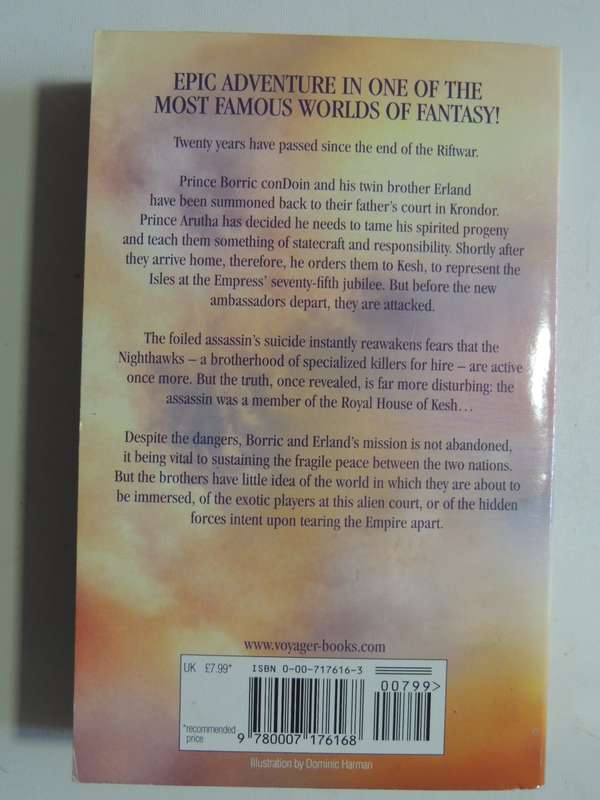 EPIC ADVENTURE IN ONE OF THE
MOST FAMOUS WORLDS OF FANTASY!
Twenty years have passed since the end of the Riftwar.
Prince Borric conDoin and his twin brother Erland
have been summoned back to their father's court in Krondor.
Prince Arutha has decided he needs to tame his spirited progeny
and teach them something of statecraft and responsibility. Shortly after
they arrive home, therefore, he orders them to Kesh, to represent the
Isles at the Empress' seventy-fifth jubilee. But before the new
ambassadors depart, they are attacked.
The foiled assassin's suicide instantly reawakens fears that the
Nighthawks – a brotherhood of specialized killers for hire – are active
once more. But the truth, once revealed, is far more disturbing: the
assassin was a member of the Royal House of Kesh…
Despite the dangers, Borric and Erland's mission is not abandoned,
it being vital to sustaining the fragile peace between the two nations.
But the brothers have little idea of the world in which they are about to
be immersed, of the exotic players at this alien court, or of the hidden
forces intent upon tearing the Empire apart.
www.voyager-books.com
UK £7.99*
ISBN 0-00-717616-3
00799>
*recommended
price
9 780007 176168
Illustration by Dominic Harman